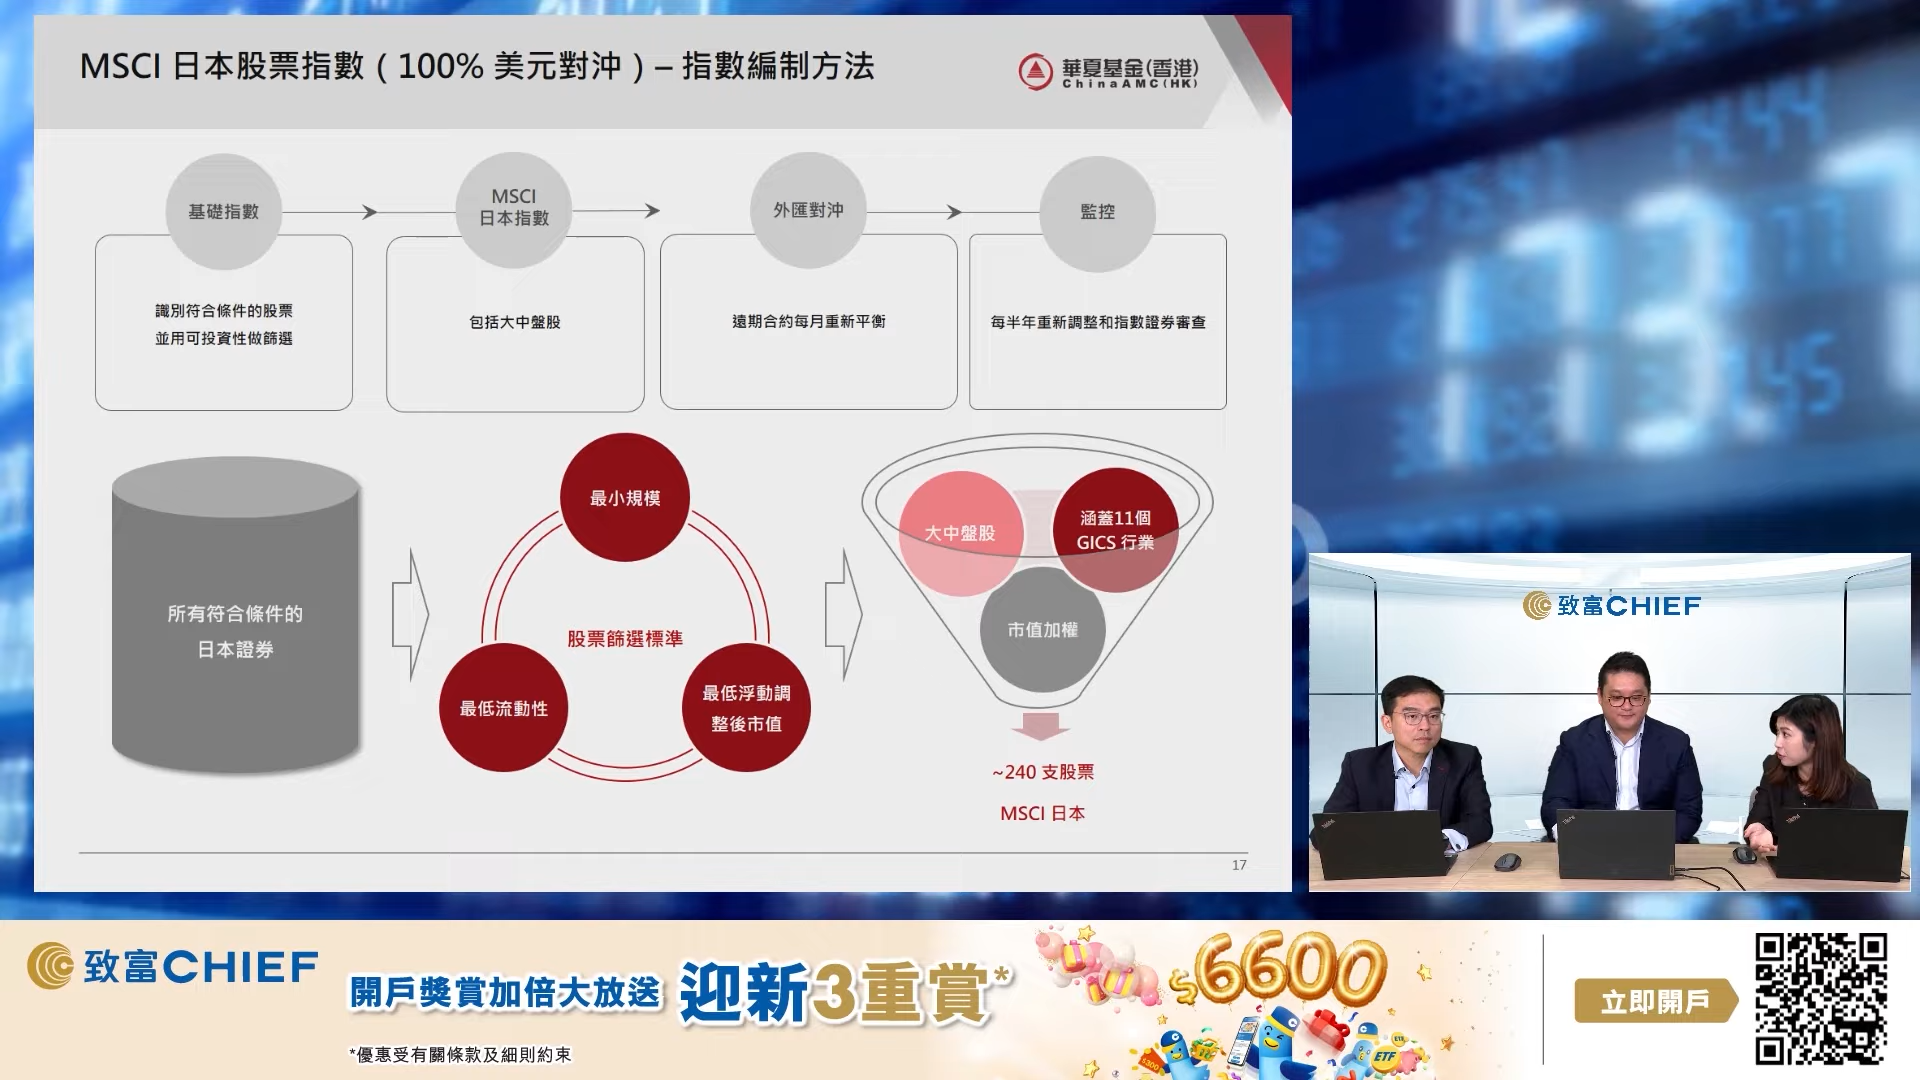 MSCI 日本股票指數（100% 美元對沖）– 指數編制方法
華夏基金(香港)
ChinaAMC(HK)
基礎指數
MSCI
日本指數
外匯對沖
監控
識別符合條件的股票
並用可投資性做篩選
包括大中盤股
遠期合約每月重新平衡
每半年重新調整和指數證券審查
所有符合條件的
日本證券
最小規模
股票篩選標準
最低流動性
最低浮動調
整後市值
大中盤股
涵蓋11個
GICS 行業
市值加權
~240 支股票
MSCI 日本
17
致富CHIEF
致富CHIEF
開戶獎賞加倍大放送
迎新3重賞*
*優惠受有關條款及細則約束
$6600
ETF
立即開戶